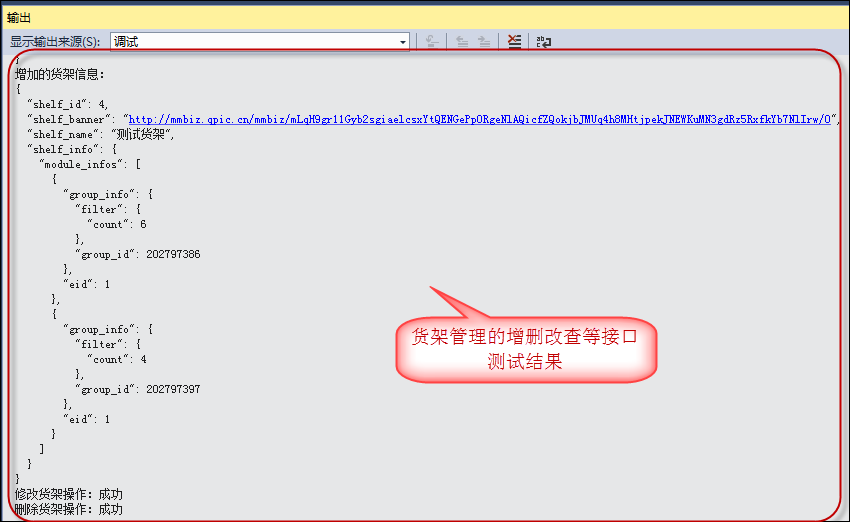 输出
显示输出来源(S): 调试
}
增加的货架信息:
{
"shelf_id": 4,
"shelf_banner": "http://mmbiz.qpic.cn/mmbiz/mLqH9gr11Gyb2sgiaelcsxYtQENGePpORgeNlAQicfZQokjbJMUq4h8MHtjpekJNEWKuMN3gdRz5RxfkYb7NlIrw/0",
"shelf_name": "测试货架",
"shelf_info": {
"module_infos": [
{
"group_info": {
"filter": {
"count": 6
},
"group_id": 202797386
},
"eid": 1
},
{
"group_info": {
"filter": {
"count": 4
},
"group_id": 202797397
},
"eid": 1
}
]
}
}
修改货架操作: 成功
删除货架操作: 成功
货架管理的增删改查等接口
测试结果